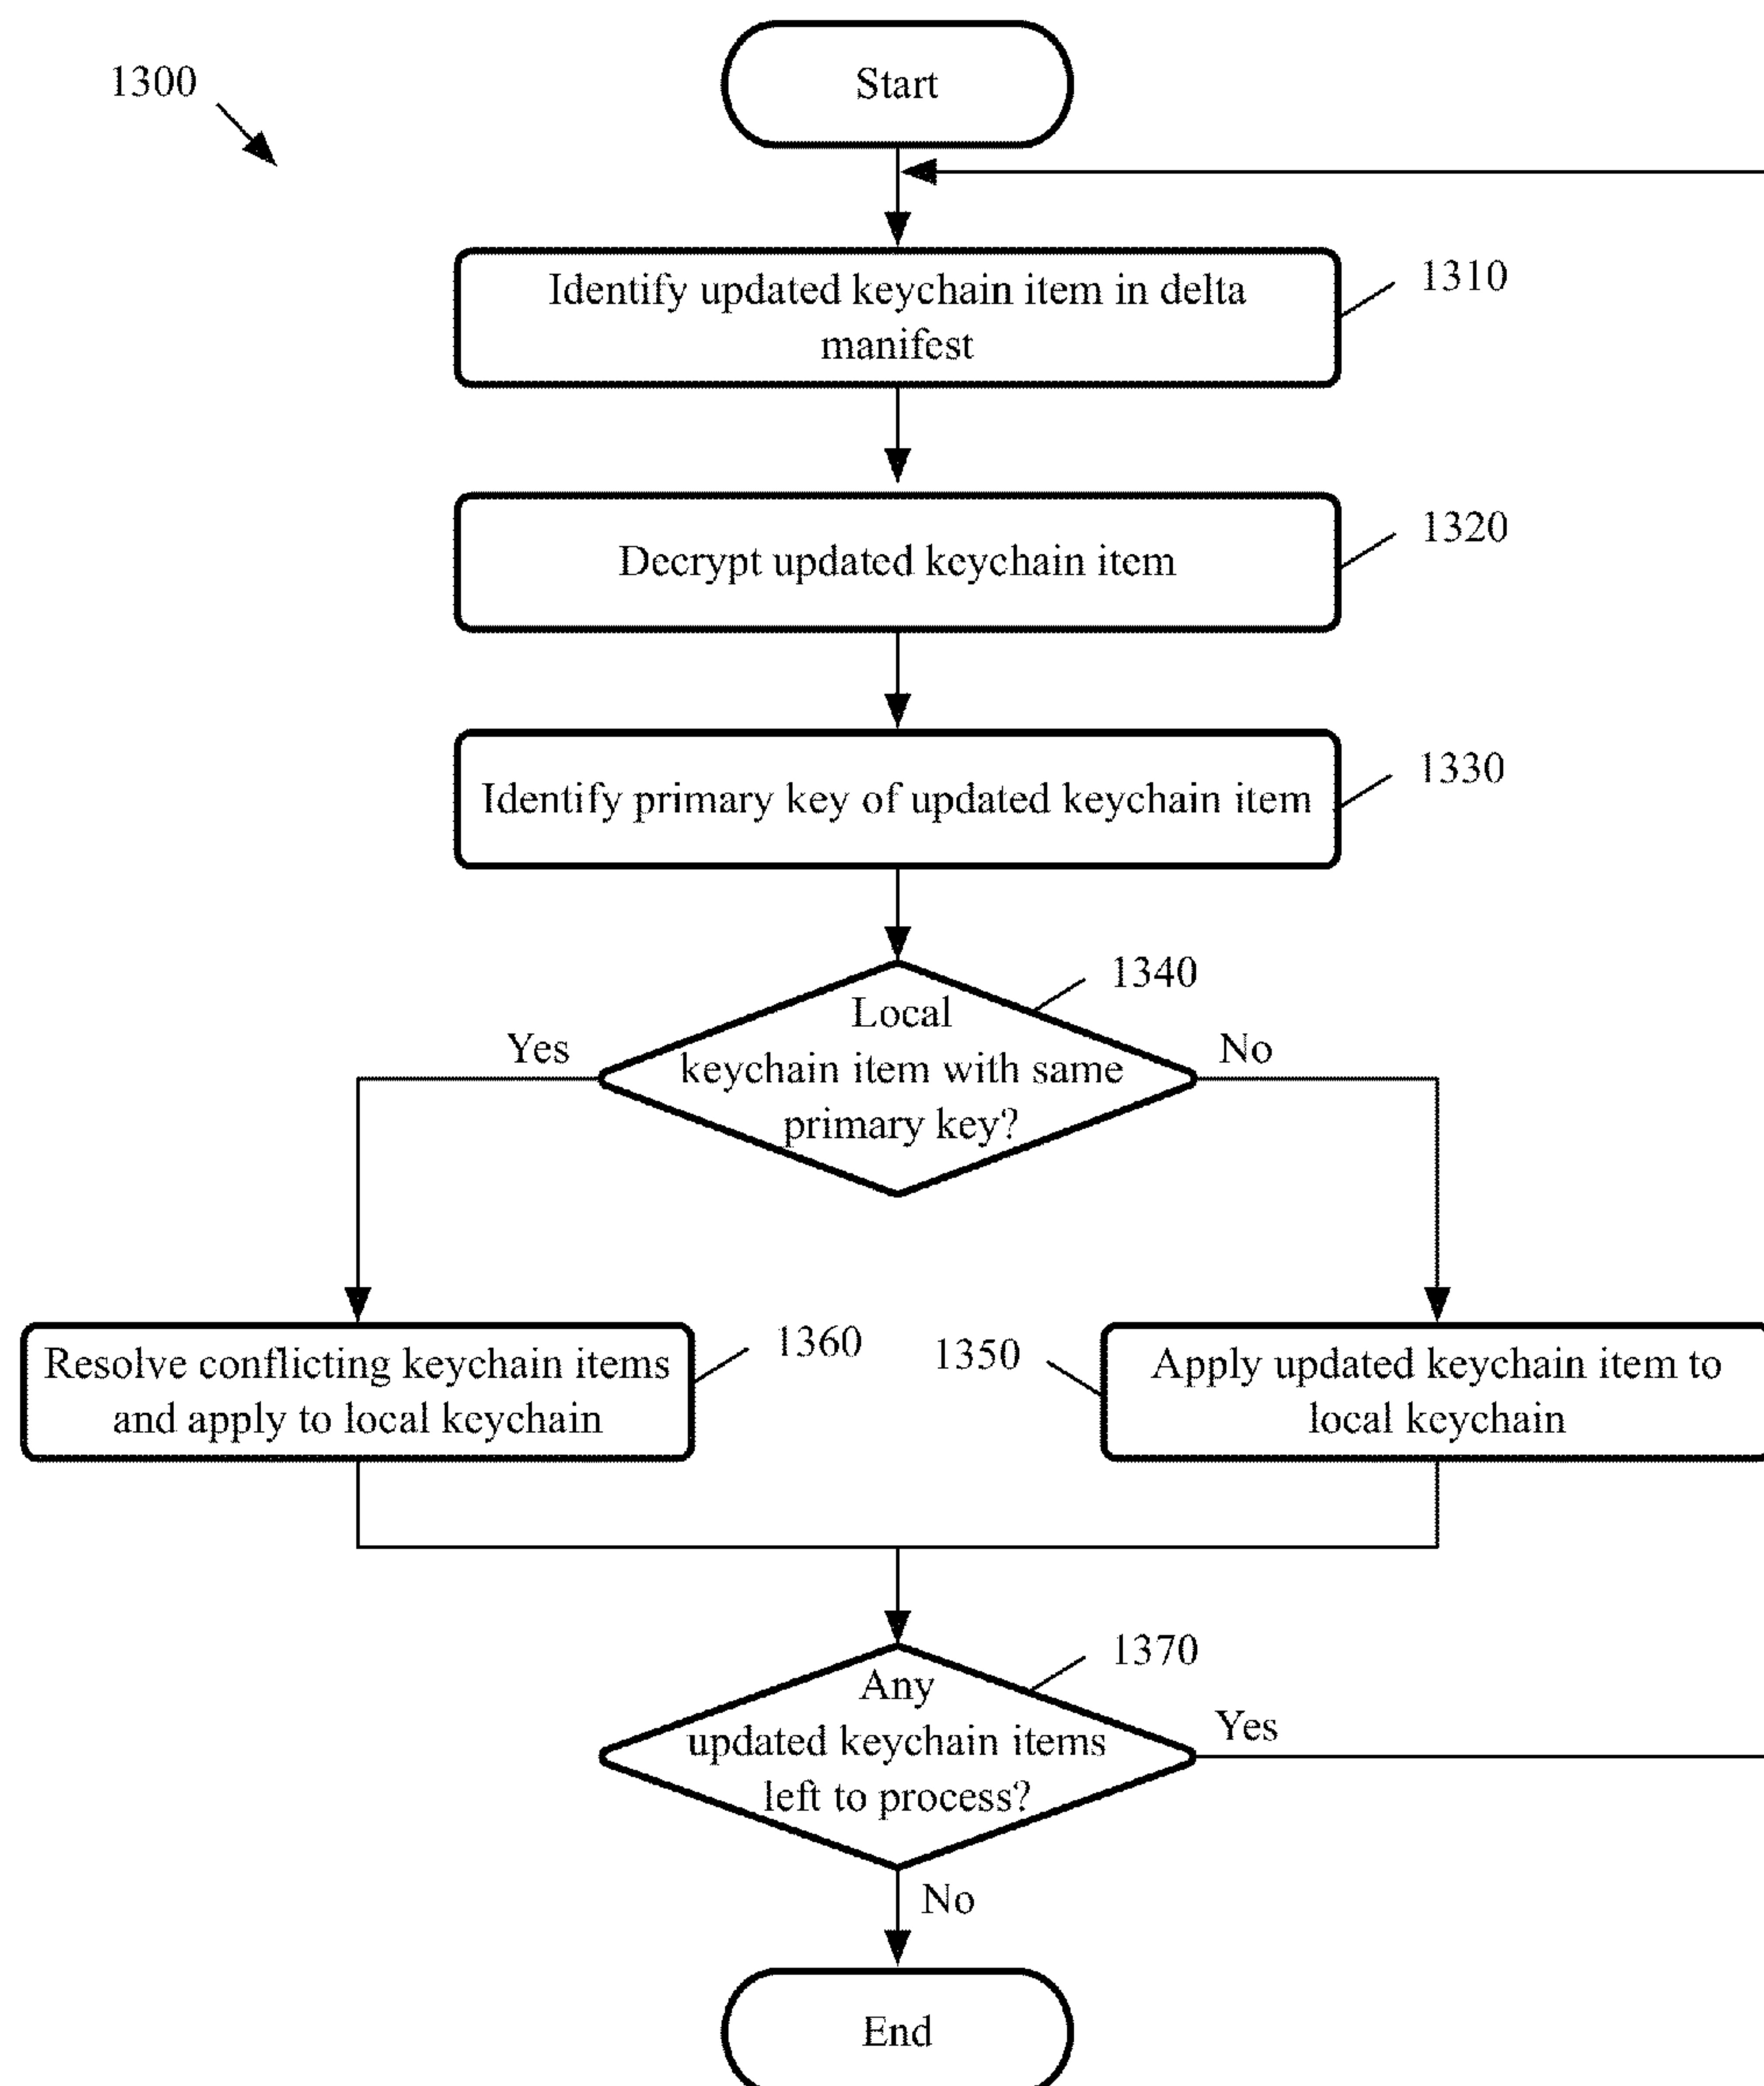 1300
Start
Identify updated keychain item in delta
manifest
1310
Decrypt updated keychain item
1320
Identify primary key of updated keychain item
1330
1340
Local
keychain item with same
primary key?
Yes
No
Resolve conflicting keychain items
and apply to local keychain
1360
1350
Apply updated keychain item to
local keychain
1370
Any
updated keychain items
left to process?
Yes
No
End